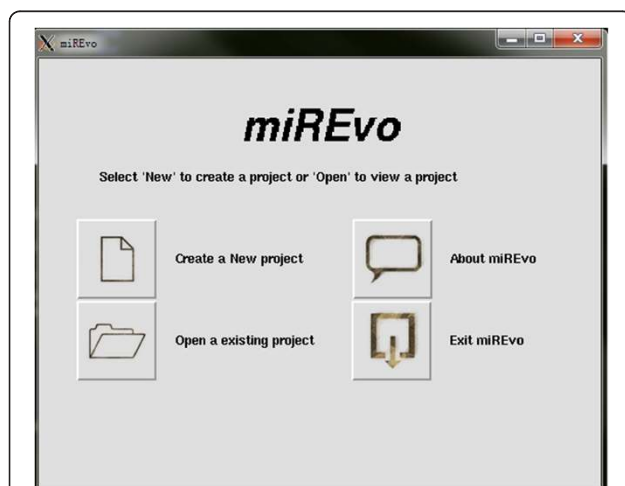 miREvo
miREvo
Select 'New' to create a project or 'Open' to view a project
Create a New project
About miREvo
Open a existing project
Exit miREvo